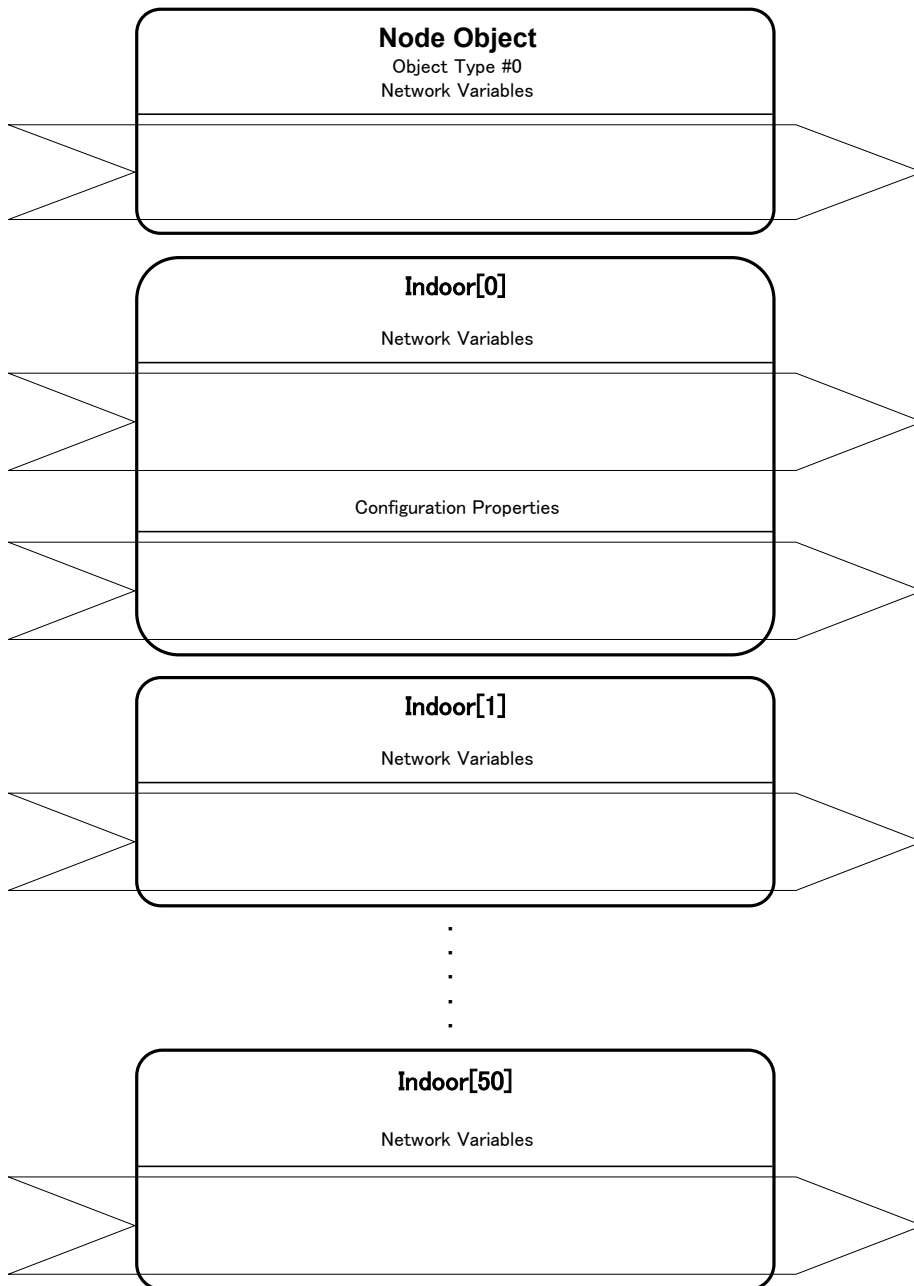 Node Object
Object Type #0
Network Variables
Indoor[0]
Network Variables
Configuration Properties
Indoor[1]
Network Variables
Indoor[50]
Network Variables